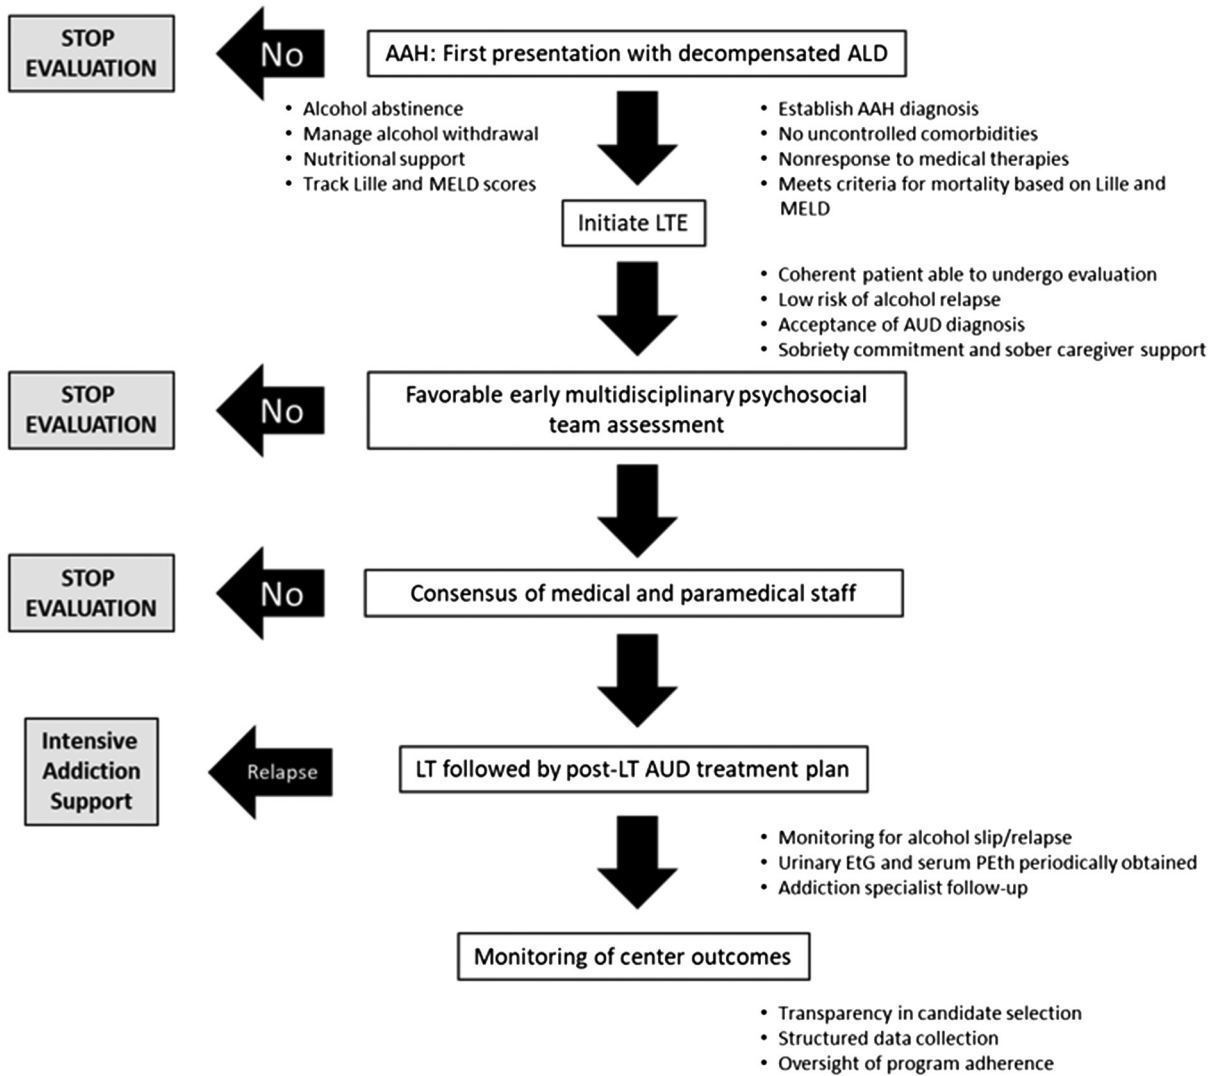 STOP
EVALUATION
No
AAH: First presentation with decompensated ALD
• Alcohol abstinence
• Manage alcohol withdrawal
• Nutritional support
• Track Lille and MELD scores
• Establish AAH diagnosis
• No uncontrolled comorbidities
• Nonresponse to medical therapies
• Meets criteria for mortality based on Lille and
MELD
Initiate LTE
• Coherent patient able to undergo evaluation
• Low risk of alcohol relapse
• Acceptance of AUD diagnosis
• Sobriety commitment and sober caregiver support
STOP
EVALUATION
No
Favorable early multidisciplinary psychosocial
team assessment
STOP
EVALUATION
No
Consensus of medical and paramedical staff
Intensive
Addiction
Support
Relapse
LT followed by post-LT AUD treatment plan
• Monitoring for alcohol slip/relapse
• Urinary EtG and serum PEth periodically obtained
• Addiction specialist follow-up
Monitoring of center outcomes
• Transparency in candidate selection
• Structured data collection
• Oversight of program adherence